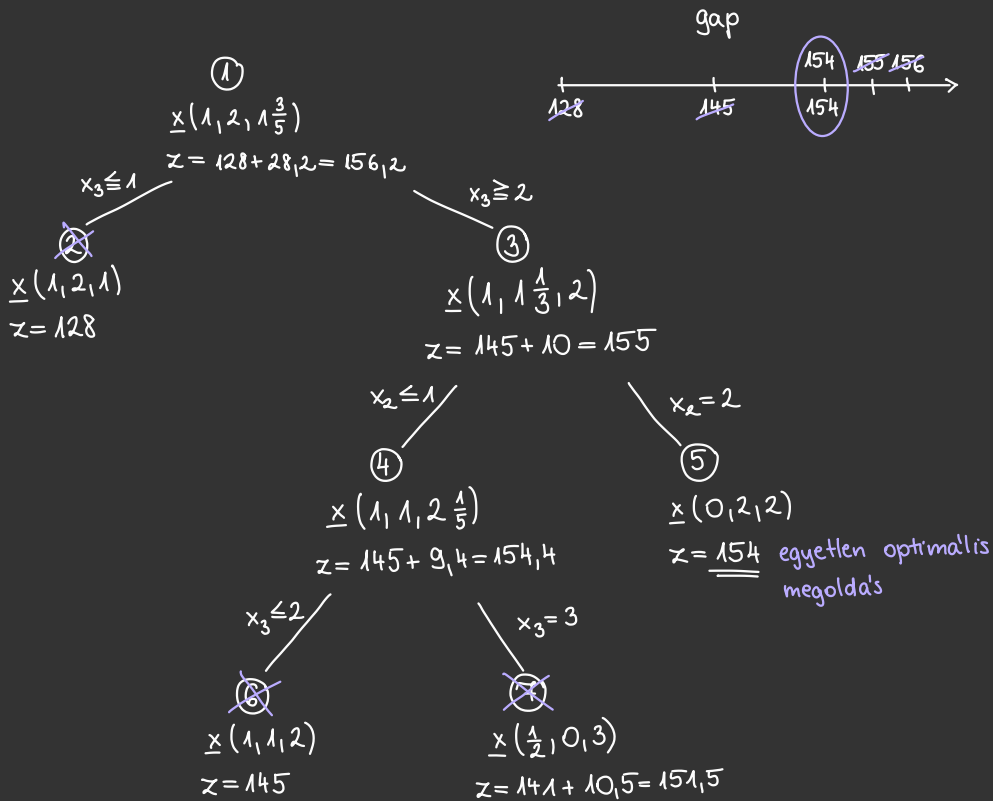 gap
154 155 156
128 145 154
1
x(1,2,1 3/5)
z = 128+28,2= 156,2
x₃≦1
x₃≧2
2
x(1,2,1)
z=128
3
x(1,1 1/3,2)
z= 145+10=155
x₂≦1
x₂=2
4
x(1,1,2 1/5)
z=145+9,4=154,4
5
x(0,2,2)
z=154 egyetlen optimális
megoldás
x₃≦2
x₃=3
6
x(1,1,2)
z=145
7
x(1/2,0,3)
z=141+10,5=151,5